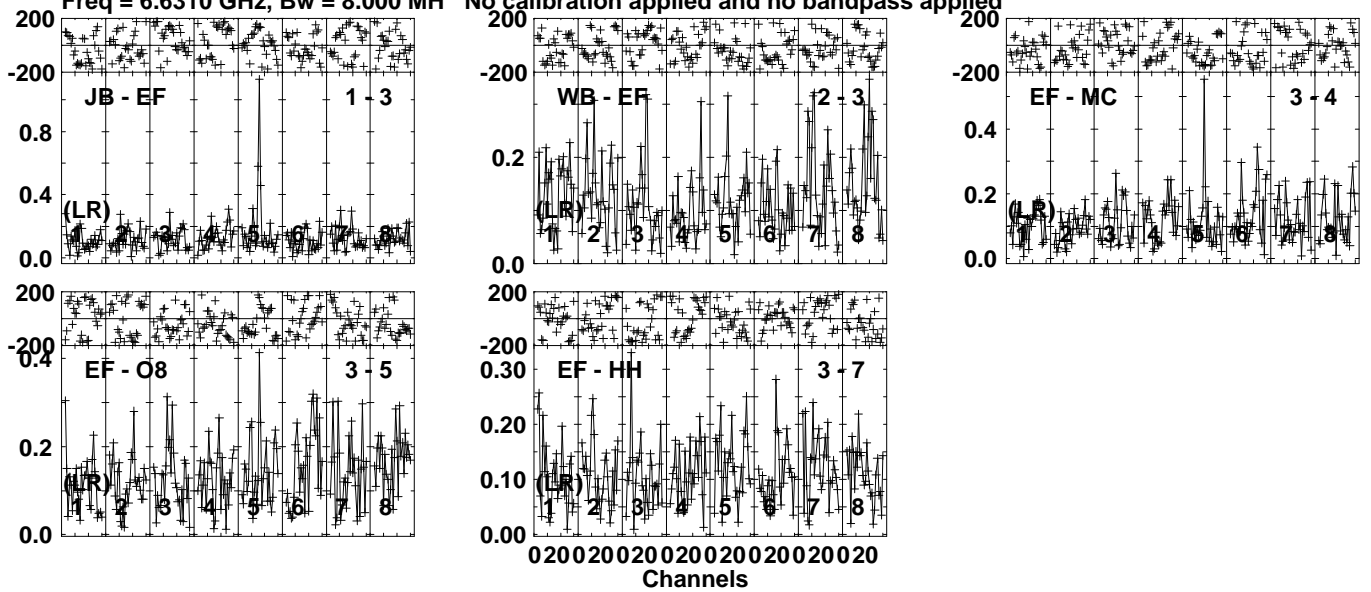 Freq = 6.6310 GHz, Bw = 8.000 MH No calibration applied and no bandpass applied
200
-200
JB - EF 1 - 3
0.8
0.4
0.0
(LR)
1 2 3 4 5 6 7 8
200
-200
WB - EF 2 - 3
0.2
0.0
(LR)
1 2 3 4 5 6 7 8
200
-200
EF - MC 3 - 4
0.4
0.2
0.0
(LR)
1 2 3 4 5 6 7 8
200
-200
0.4
EF - O8 3 - 5
0.2
0.0
(LR)
1 2 3 4 5 6 7 8
200
-200
0.30
EF - HH 3 - 7
0.20
0.10
0.00
(LR)
1 2 3 4 5 6 7 8
0 20 0 20 0 20 0 20 0 20 0 20 0 20 0 20
Channels